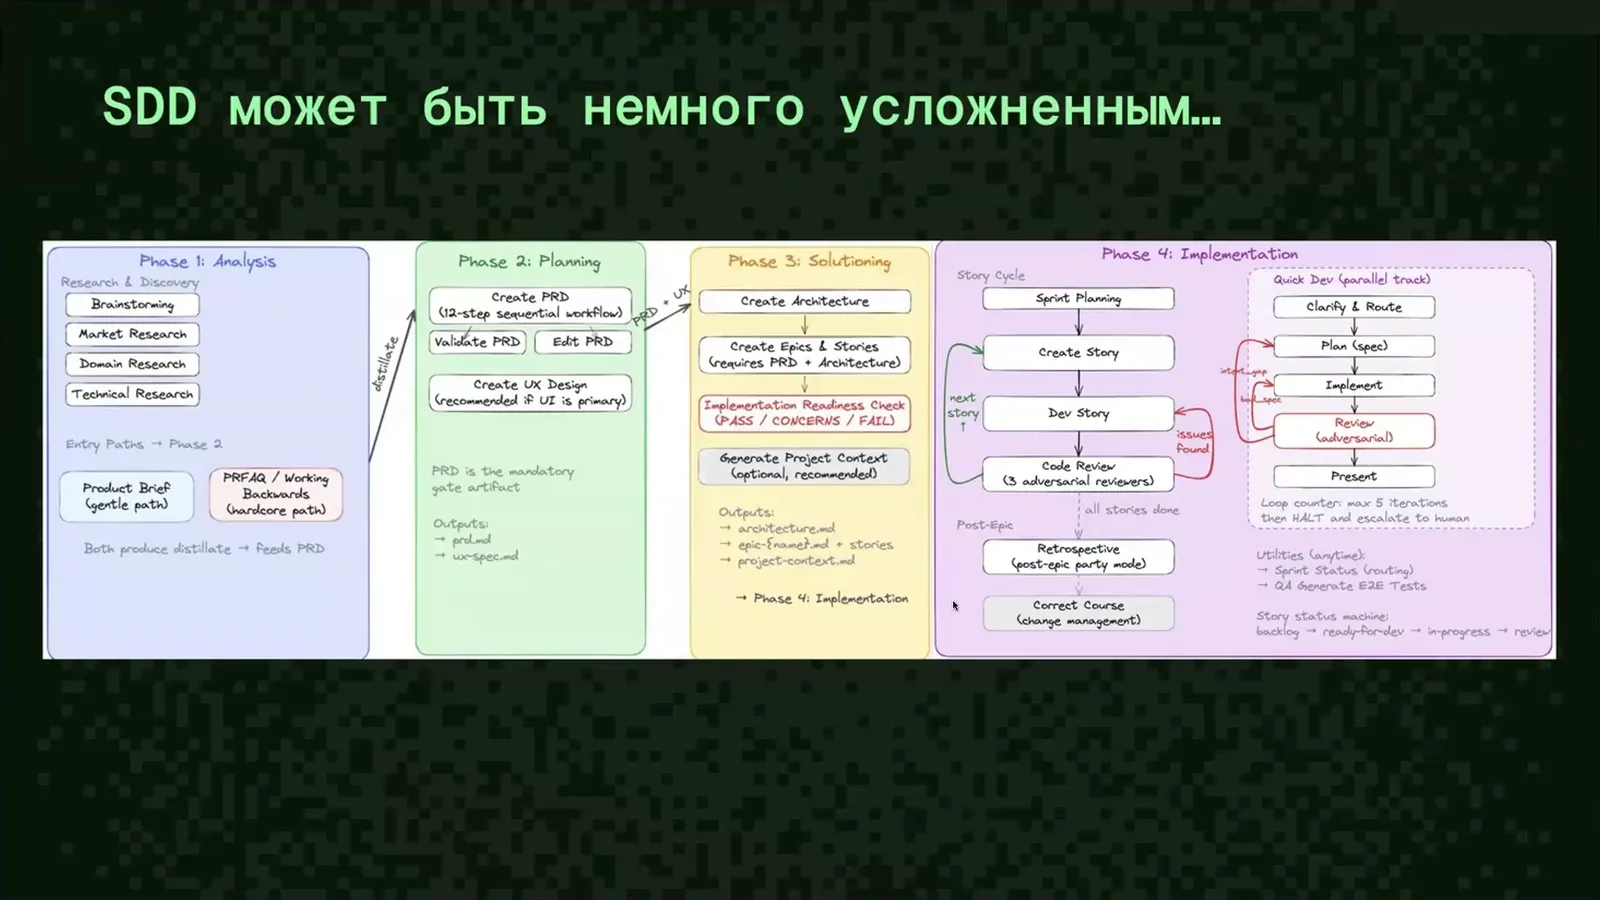 SDD может быть немного усложненным…
Phase 1: Analysis
Research & Discovery
Brainstorming
Market Research
Domain Research
Technical Research
Entry Paths → Phase 2
Product Brief
(gentle path)
PRFAQ / Working
Backwards
(hardcore path)
Both produce distillate → feeds PRD
distillate
Phase 2: Planning
Create PRD
(12-step sequential workflow)
Validate PRD
Edit PRD
Create UX Design
(recommended if UI is primary)
PRD is the mandatory
gate artifact
Outputs:
→ prd.md
→ ux-spec.md
PRD + UX
Phase 3: Solutioning
Create Architecture
Create Epics & Stories
(requires PRD + Architecture)
Implementation Readiness Check
(PASS / CONCERNS / FAIL)
Generate Project Context
(optional, recommended)
Outputs:
→ architecture.md
→ epic-{name}.md + stories
→ project-context.md
→ Phase 4: Implementation
Phase 4: Implementation
Story Cycle
Sprint Planning
Create Story
next
story
↑
Dev Story
issues
found
Code Review
(3 adversarial reviewers)
all stories done
Post-Epic
Retrospective
(post-epic party mode)
Correct Course
(change management)
Quick Dev (parallel track)
Clarify & Route
Plan (spec)
intent_gap
Implement
bad_spec
Review
(adversarial)
Present
Loop counter: max 5 iterations
then HALT and escalate to human
Utilities (anytime):
→ Sprint Status (routing)
→ QA Generate E2E Tests
Story status machine:
backlog → ready-for-dev → in-progress → review